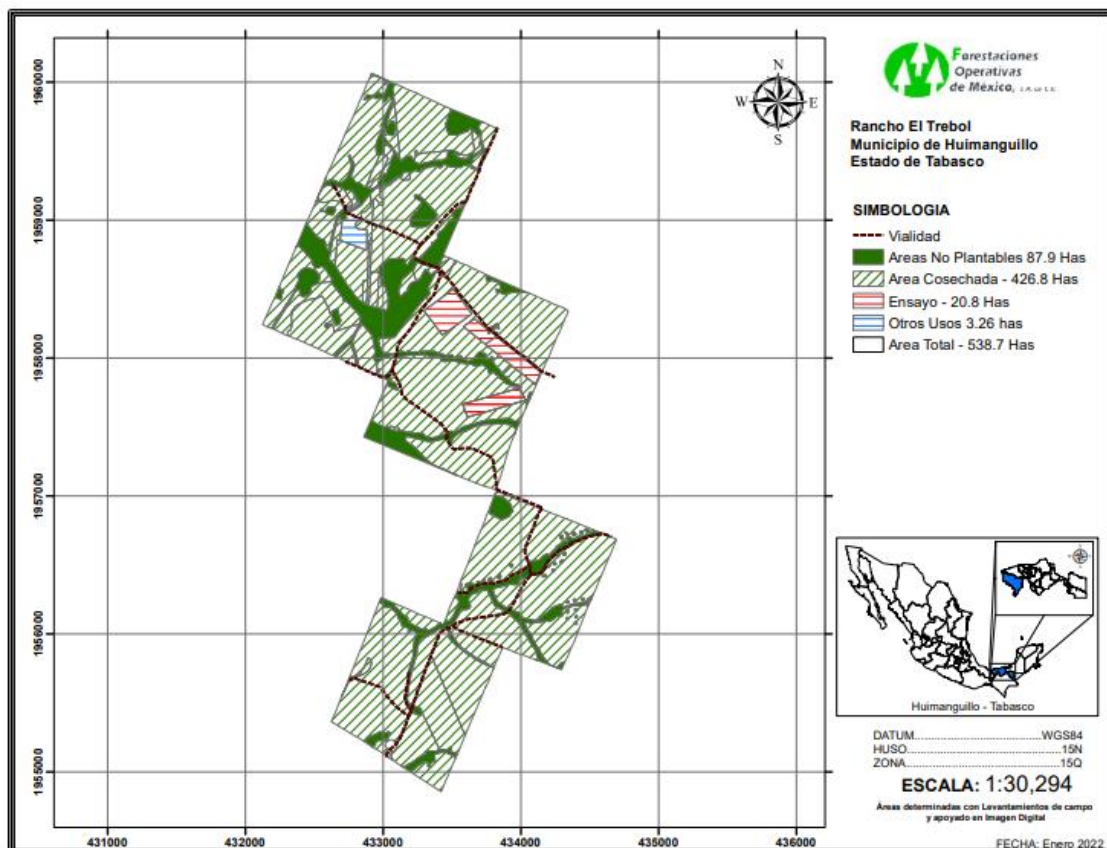 Forestaciones
Operativas
de México,
Rancho El Trebol
Municipio de Huimanguillo
Estado de Tabasco
SIMBOLOGIA
Vialidad
Areas No Plantables 87.9 Has
Area Cosechada - 426.8 Has
Ensayo - 20.8 Has
Otros Usos 3.26 has
Area Total - 538.7 Has
N
W E
S
1960000
1959000
1958000
1957000
1956000
1955000
431000 432000 433000 434000 435000 436000
Huimanguillo - Tabasco
DATUM.............................WGS84
HUSO..................................15N
ZONA...................................15Q
ESCALA: 1:30,294
Áreas determinadas con Levantamientos de campo
y apoyado en Imagen Digital
FECHA: Enero 2022